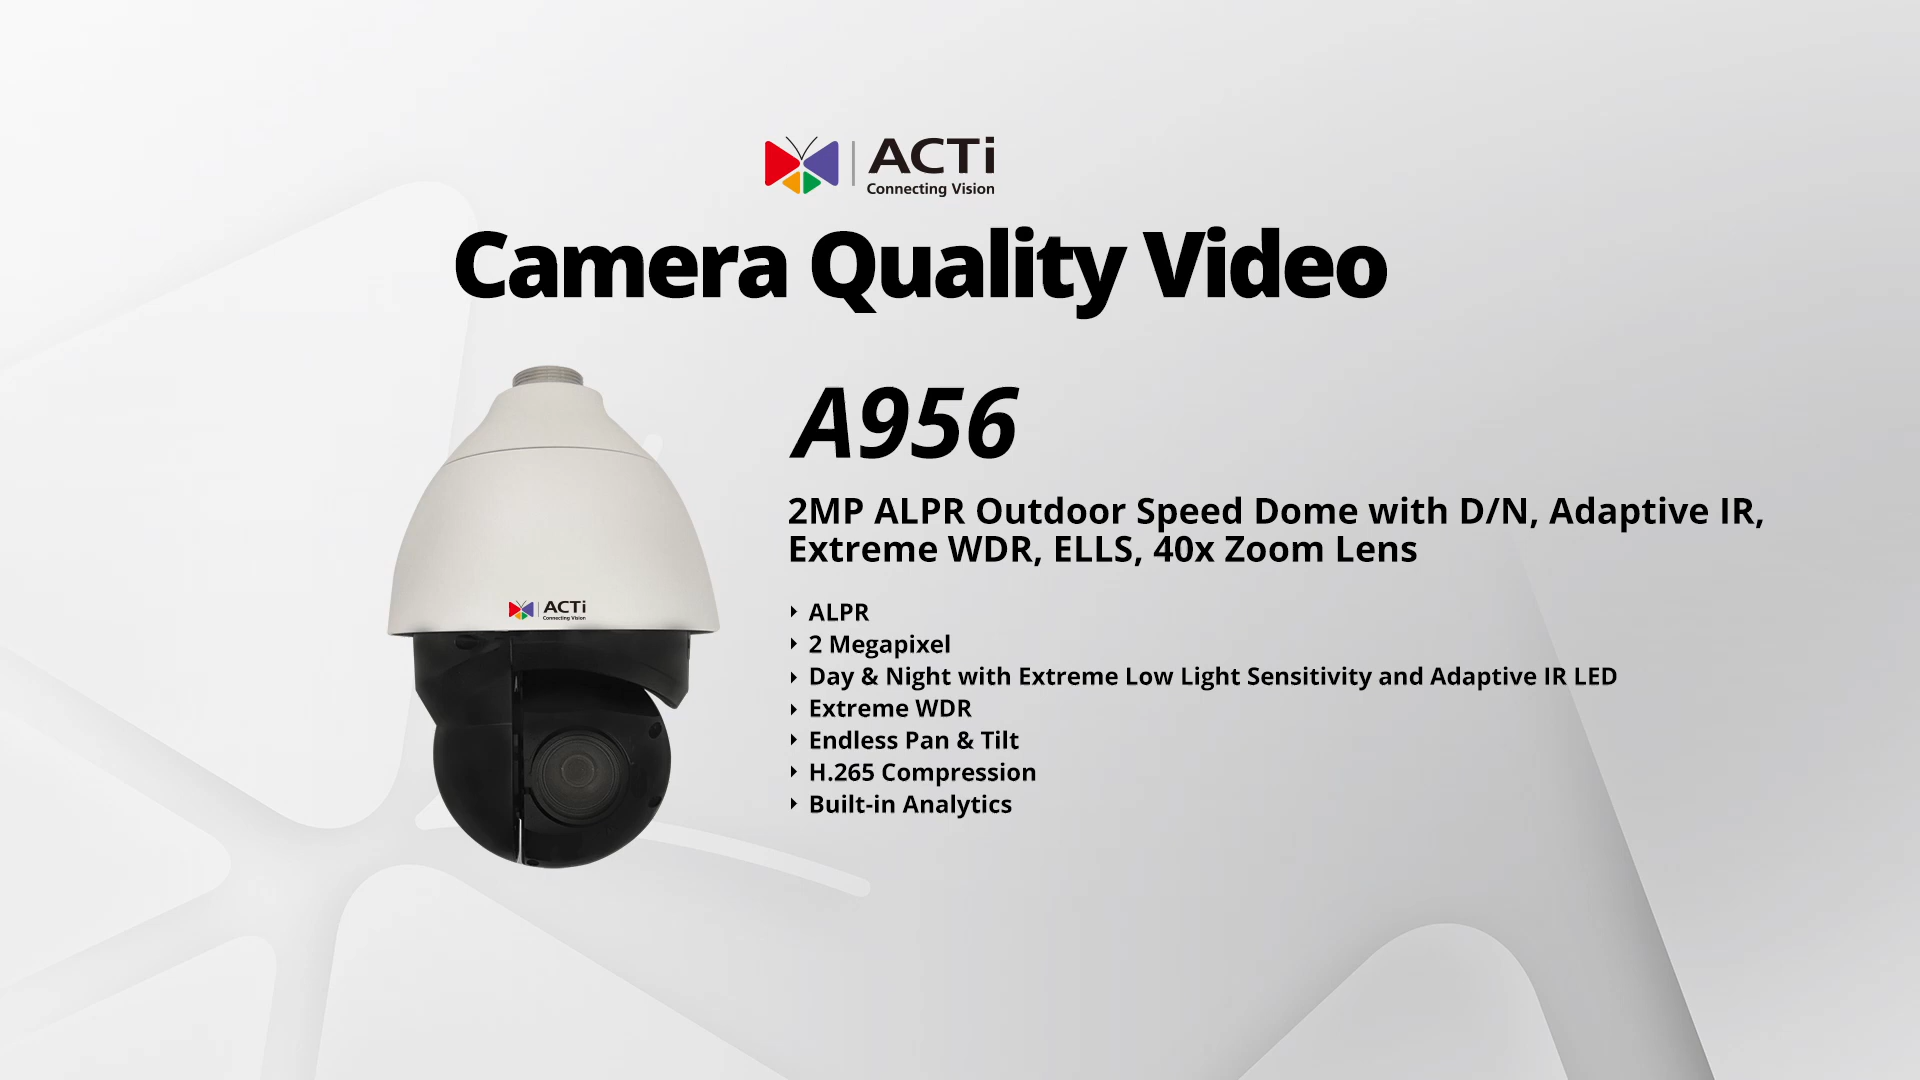 ACTi
Connecting Vision
Camera Quality Video
A956
2MP ALPR Outdoor Speed Dome with D/N, Adaptive IR,
Extreme WDR, ELLS, 40x Zoom Lens
ALPR
2 Megapixel
Day & Night with Extreme Low Light Sensitivity and Adaptive IR LED
Extreme WDR
Endless Pan & Tilt
H.265 Compression
Built-in Analytics
ACTi
Connecting Vision